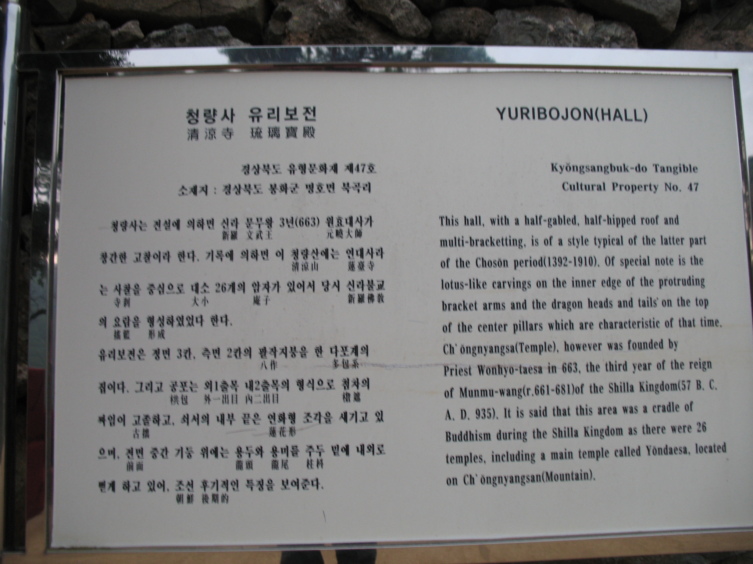 청량사 유리보전
淸凉寺 琉璃寶殿
경상북도 유형문화재 제47호
소재지 : 경상북도 봉화군 명호면 북곡리
청량사는 전설에 의하면 신라 문무왕 3년(663) 원효대사가
新羅 文武王 元曉大師
창간한 고찰이라 한다. 기록에 의하면 이 청량산에는 연대사라
淸凉山 蓮臺寺
는 사찰을 중심으로 대소 26개의 암자가 있어서 당시 신라불교
寺刹 大小 庵子 新羅佛敎
의 요람을 형성하였었다 한다.
搖籃 形成
유리보전은 정면 3칸, 측면 2칸의 팔작지붕을 한 다포계의
八作 多包系
집이다. 그리고 공포는 외1출목 내2출목의 형식으로 첨차의
栱包 外一出目 內二出目
짜임이 고졸하고, 쇠서의 내부 끝은 연화형 조각을 새기고 있
古拙 蓮花形
으며, 전면 중간 기둥 위에는 용두와 용미를 주두 밑에 내외로
前面 龍頭 龍尾 柱枓
뻗게 하고 있어, 조선 후기적인 특징을 보여준다.
朝鮮 後期的
YURIBOJON(HALL)
Kyŏngsangbuk-do Tangible
Cultural Property No. 47
This hall, with a half-gabled, half-hipped roof and
multi-bracketting, is of a style typical of the latter part
of the Chosŏn period(1392-1910). Of special note is the
lotus-like carvings on the inner edge of the protruding
bracket arms and the dragon heads and tails on the top
of the center pillars which are characteristic of that time.
Ch'ŏngnyangsa(Temple), however was founded by
Priest Wonhyo-taesa in 663, the third year of the reign
of Munmu-wang(r.661-681)of the Shilla Kingdom(57 B. C.
A. D. 935). It is said that this area was a cradle of
Buddhism during the Shilla Kingdom as there were 26
temples, including a main temple called Yŏndaesa, located
on Ch'ŏngnyangsan(Mountain).